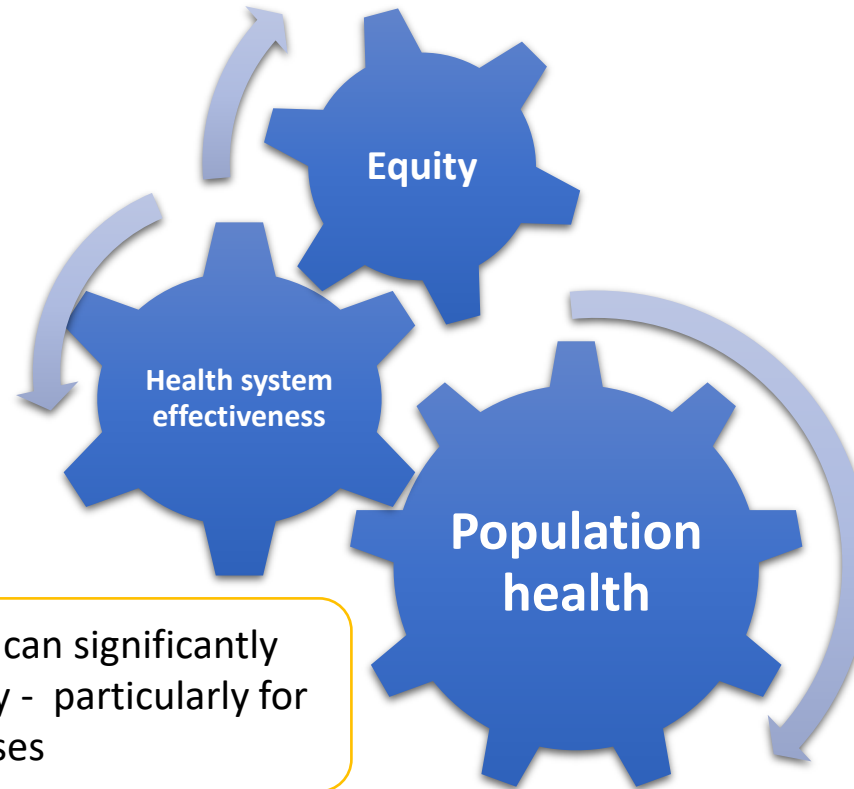 Equity
Health system
effectiveness
Population
health
can significantly
y - particularly for
ses